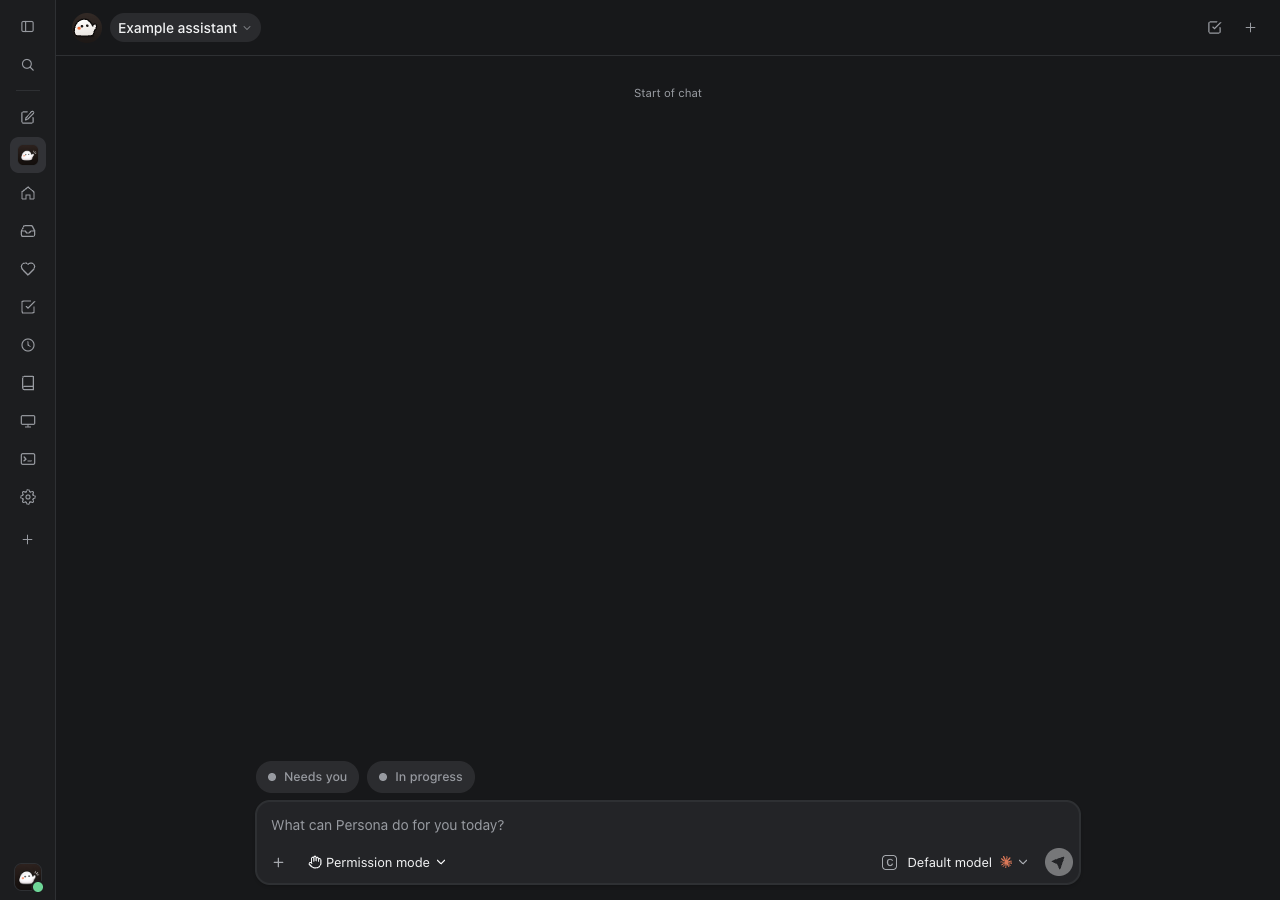 Example assistant
Start of chat
Needs you
In progress
What can Persona do for you today?
Permission mode
C
Default model